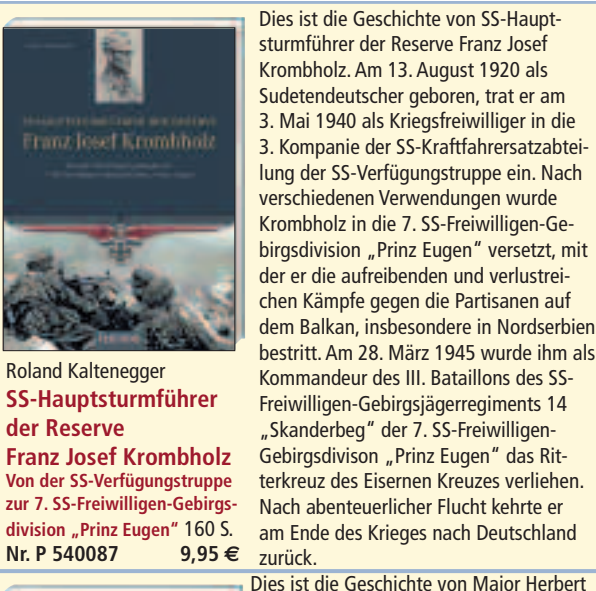 Franz Josef Krombholz
Roland Kaltenegger
SS-Hauptsturmführer
der Reserve
Franz Josef Krombholz
Von der SS-Verfügungstruppe
zur 7. SS-Freiwilligen-Gebirgs-
division „Prinz Eugen“ 160 S.
Nr. P 540087 9,95 €
Dies ist die Geschichte von SS-Haupt-
sturmführer der Reserve Franz Josef
Krombholz. Am 13. August 1920 als
Sudetendeutscher geboren, trat er am
3. Mai 1940 als Kriegsfreiwilliger in die
3. Kompanie der SS-Kraftfahrersatzabtei-
lung der SS-Verfügungstruppe ein. Nach
verschiedenen Verwendungen wurde
Krombholz in die 7. SS-Freiwilligen-Ge-
birgsdivision „Prinz Eugen“ versetzt, mit
der er die aufreibenden und verlustrei-
chen Kämpfe gegen die Partisanen auf
dem Balkan, insbesondere in Nordserbien
bestritt. Am 28. März 1945 wurde ihm als
Kommandeur des III. Bataillons des SS-
Freiwilligen-Gebirgsjägerregiments 14
„Skanderbeg“ der 7. SS-Freiwilligen-
Gebirgsdivison „Prinz Eugen“ das Rit-
terkreuz des Eisernen Kreuzes verliehen.
Nach abenteuerlicher Flucht kehrte er
am Ende des Krieges nach Deutschland
zurück.
Dies ist die Geschichte von Major Herbert